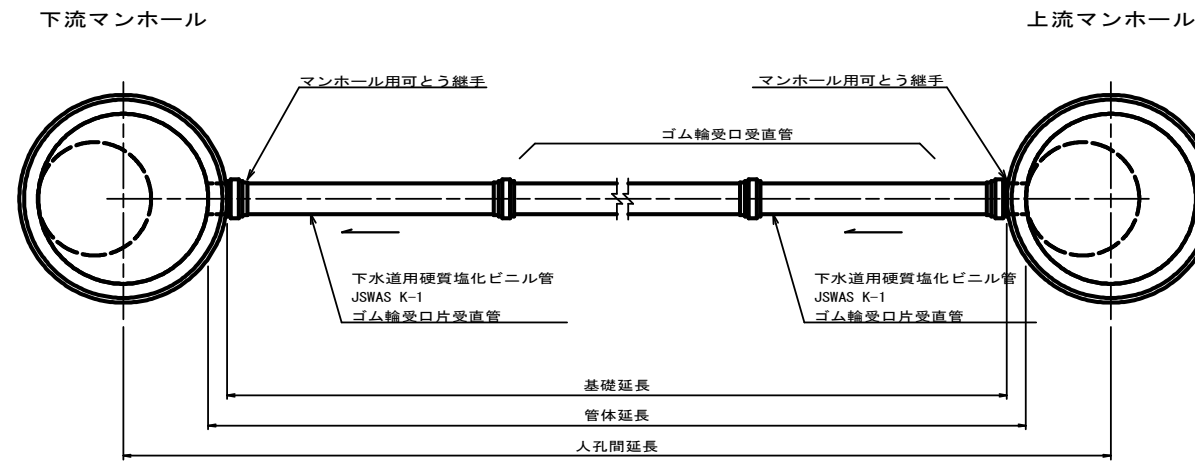 下流マンホール
上流マンホール
マンホール用可とう継手
マンホール用可とう継手
ゴム輪受口受直管
下水道用硬質塩化ビニル管
JSWAS K-1
ゴム輪受口片受直管
下水道用硬質塩化ビニル管
JSWAS K-1
ゴム輪受口片受直管
基礎延長
管体延長
人孔間延長